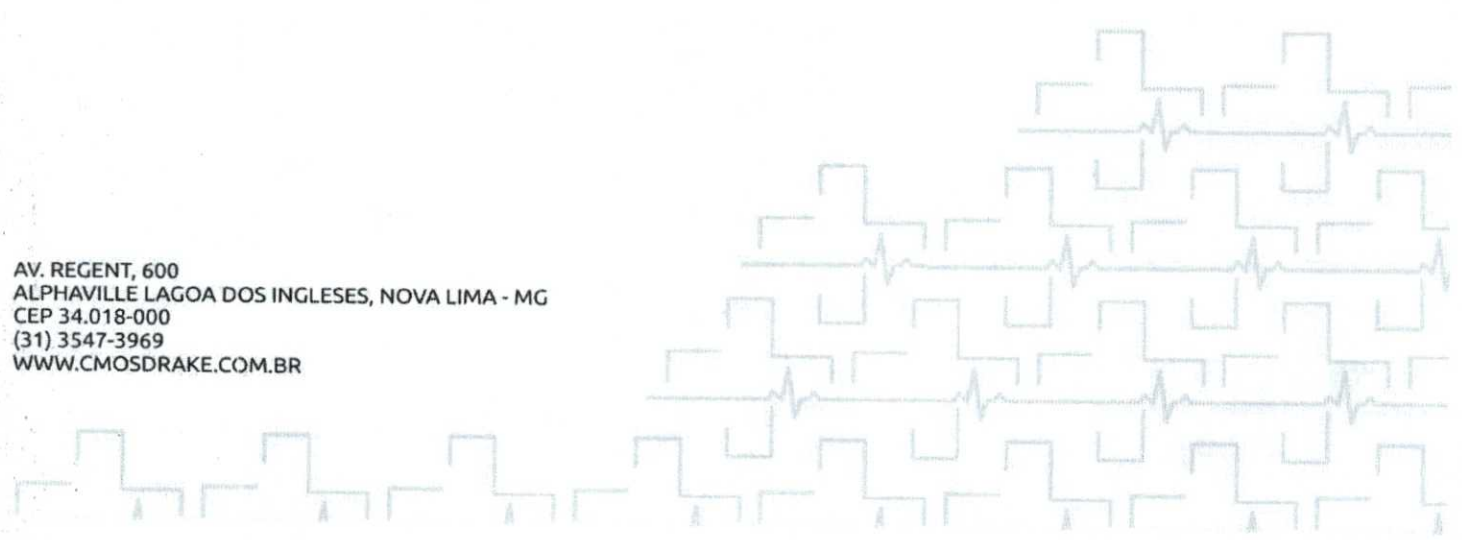 AV. REGENT, 600
ALPHAVILLE LAGOA DOS INGLESES, NOVA LIMA - MG
CEP 34.018-000
(31) 3547-3969
WWW.CMOSDRAKE.COM.BR